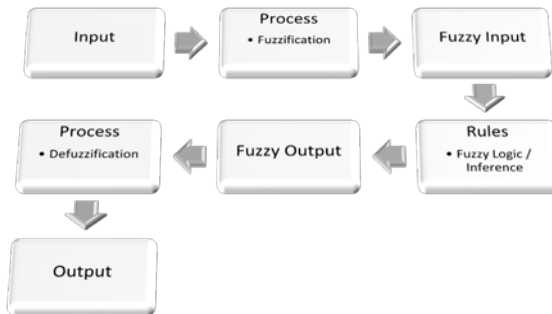 Input
Process
• Fuzzification
Fuzzy Input
Rules
• Fuzzy Logic /
Inference
Fuzzy Output
Process
• Defuzzification
Output